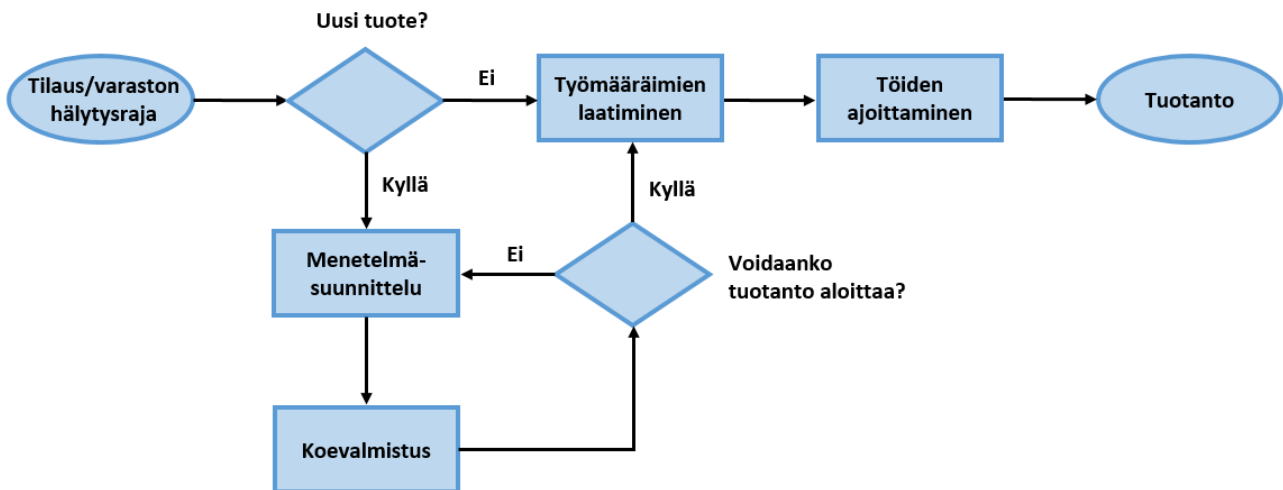 Uusi tuote?
Tilaus/varaston
hälytysraja
Ei
Työmääräimien
laatiminen
Töiden
ajoittaminen
Tuotanto
Kyllä
Kyllä
Menetelmä-
suunnittelu
Ei
Voidaanko
tuotanto aloittaa?
Koevalmistus